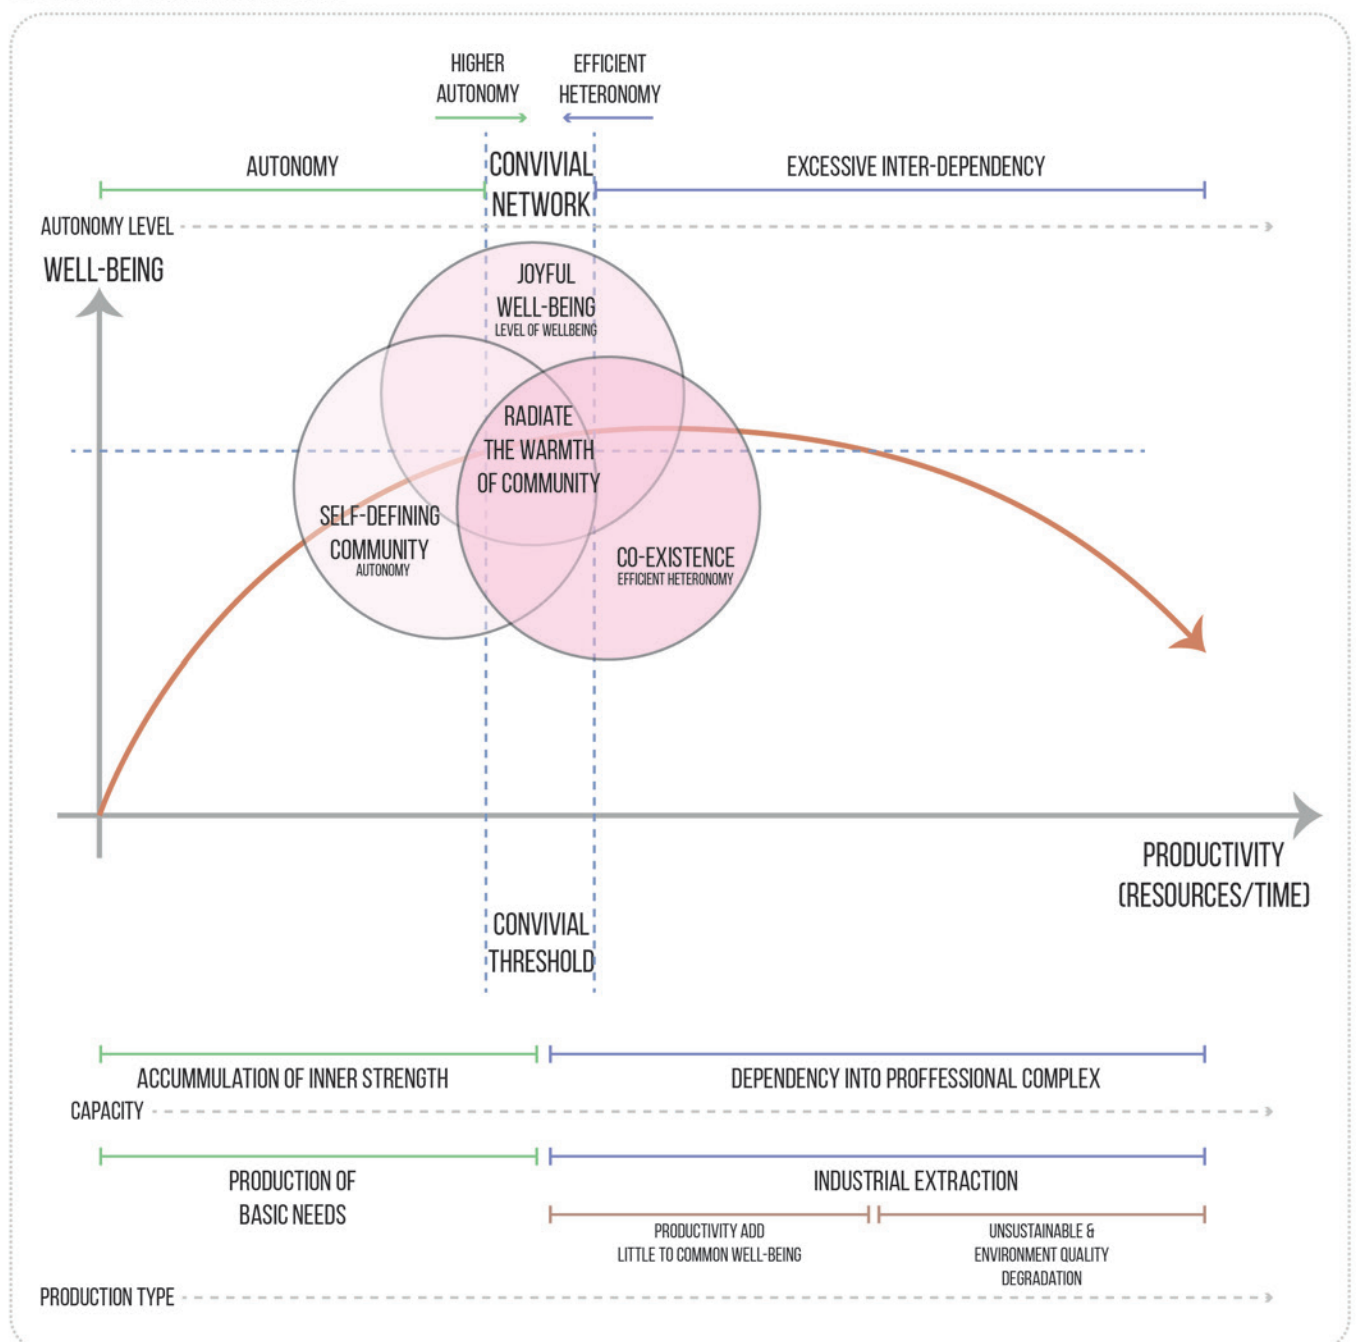 HIGHER
AUTONOMY
EFFICIENT
HETERONOMY
AUTONOMY
CONVIVIAL
NETWORK
EXCESSIVE INTER-DEPENDENCY
AUTONOMY LEVEL
WELL-BEING
JOYFUL
WELL-BEING
LEVEL OF WELLBEING
RADIATE
THE WARMTH
OF COMMUNITY
SELF-DEFINING
COMMUNITY
AUTONOMY
CO-EXISTENCE
EFFICIENT HETERONOMY
PRODUCTIVITY
(RESOURCES/TIME)
CONVIVIAL
THRESHOLD
ACCUMMULATION OF INNER STRENGTH
DEPENDENCY INTO PROFFESSIONAL COMPLEX
CAPACITY
PRODUCTION OF
BASIC NEEDS
INDUSTRIAL EXTRACTION
PRODUCTIVITY ADD
LITTLE TO COMMON WELL-BEING
UNSUSTAINABLE &
ENVIRONMENT QUALITY
DEGRADATION
PRODUCTION TYPE